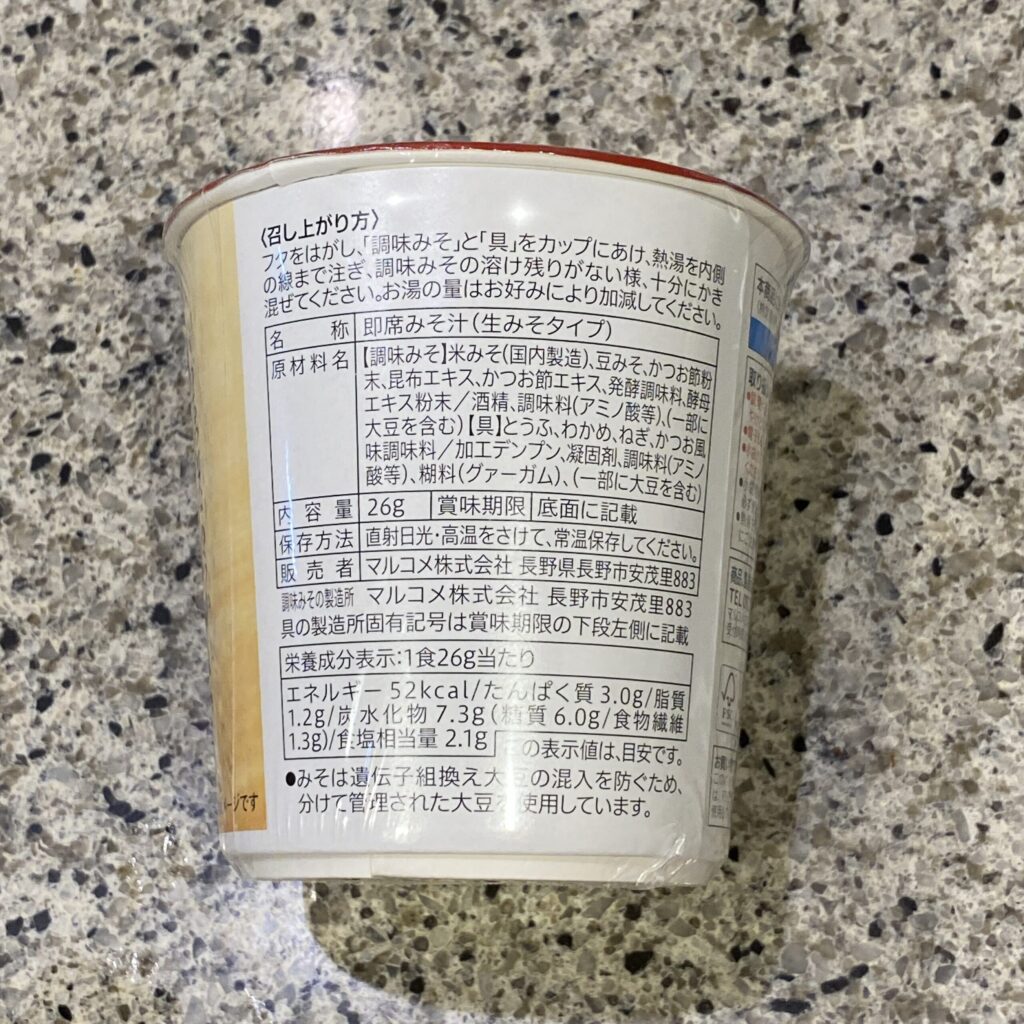 〈召し上がり方〉
フタをはがし、「調味みそ」と「具」をカップにあけ、熱湯を内側
の線まで注ぎ、調味みその溶け残りがない様、十分にかき
混ぜてください。お湯の量はお好みにより加減してください。
名称 即席みそ汁(生みそタイプ)
原材料名 【調味みそ】米みそ(国内製造)、豆みそ、かつお節粉
末、昆布エキス、かつお節エキス、発酵調味料、酵母
エキス粉末/酒精、調味料(アミノ酸等)、(一部に
大豆を含む)【具】とうふ、わかめ、ねぎ、かつお風
味調味料/加工デンプン、凝固剤、調味料(アミノ
酸等)、糊料(グァーガム)、(一部に大豆を含む)
内容量 26g 賞味期限 底面に記載
保存方法 直射日光・高温をさけて、常温保存してください。
販売者 マルコメ株式会社 長野県長野市安茂里883
調味みその製造所 マルコメ株式会社 長野市安茂里883
具の製造所固有記号は賞味期限の下段左側に記載
栄養成分表示:1食26g当たり
エネルギー 52kcal/たんぱく質 3.0g/脂質
1.2g/炭水化物 7.3g(糖質 6.0g/食物繊維
1.3g)/食塩相当量 2.1g この表示値は、目安です。
●みそは遺伝子組換え大豆の混入を防ぐため、
分けて管理された大豆を使用しています。
ージです